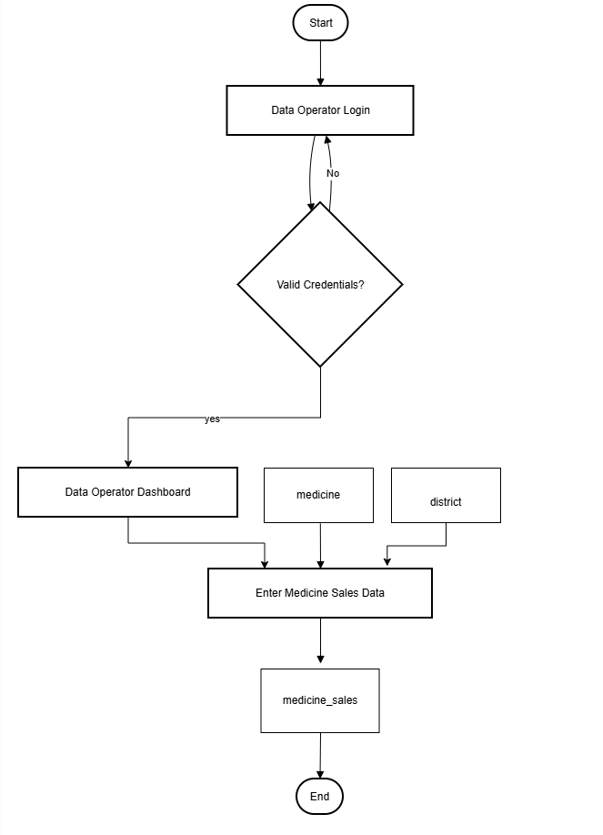 Start
Data Operator Login
No
Valid Credentials?
yes
Data Operator Dashboard
medicine
district
Enter Medicine Sales Data
medicine_sales
End